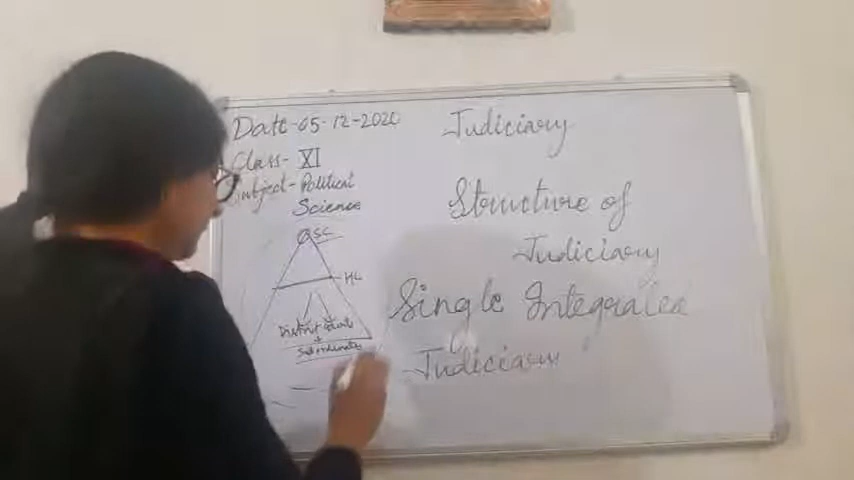 Date-05-12-2020
Class- XI
Subject-Political
Science
Judiciary
Structure of
Judiciary
Single Integrated
Judiciary
SC
HC
District Courts
+
Subordinate